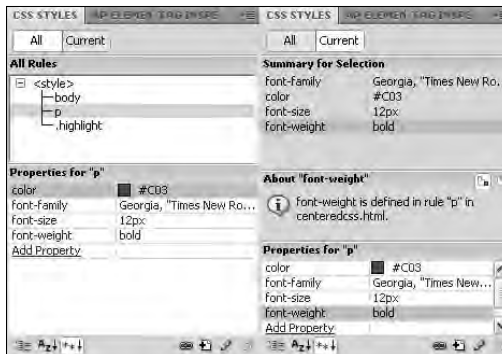 CSS STYLES AP ELEMEN TAG INSPE
All Current
All Rules
<style>
body
p
.highlight
Properties for "p"
color #C03
font-family Georgia, "Times New Ro...
font-size 12px
font-weight bold
Add Property
CSS STYLES AP ELEMEN TAG INSPE
All Current
Summary for Selection
font-family Georgia, "Times New Ro.
color #C03
font-size 12px
font-weight bold
About "font-weight"
font-weight is defined in rule "p" in
centeredcss.html.
Properties for "p"
color #C03
font-family Georgia, "Times New...
font-size 12px
font-weight bold
Add Property